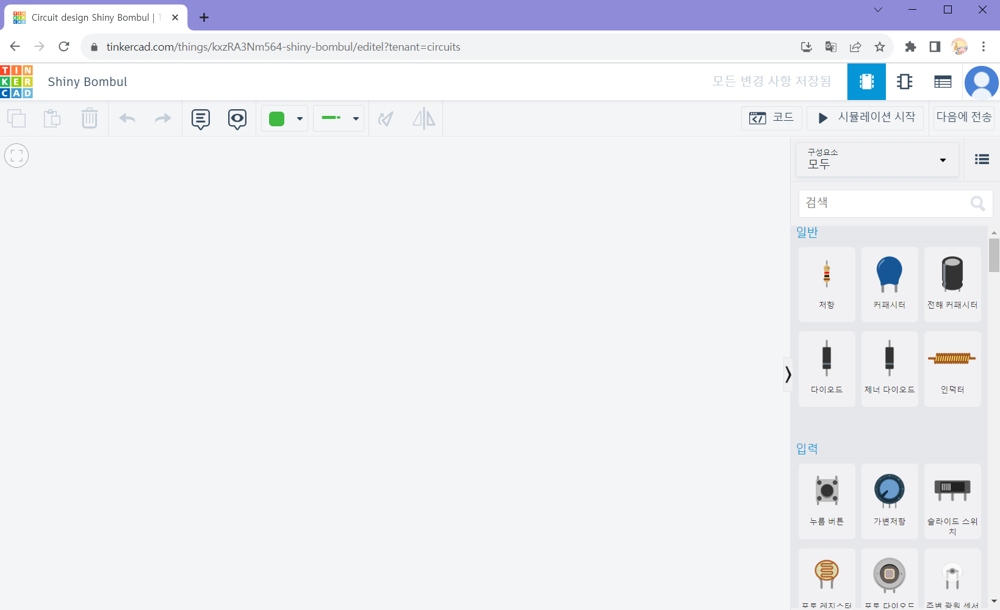 Circuit design Shiny Bombul |
tinkercad.com/things/kxzRA3Nm564-shiny-bombul/editel?tenant=circuits
TIN
KER
CAD
Shiny Bombul
모든 변경 사항 저장됨
코드
시뮬레이션 시작
다음에 전송
구성요소
모두
검색
일반
저항
커패시터
전해 커패시터
다이오드
제너 다이오드
인덕터
입력
누름 버튼
가변저항
슬라이드 스위
치
포토 레지스터
포토 다이오드
주변 광원 센서